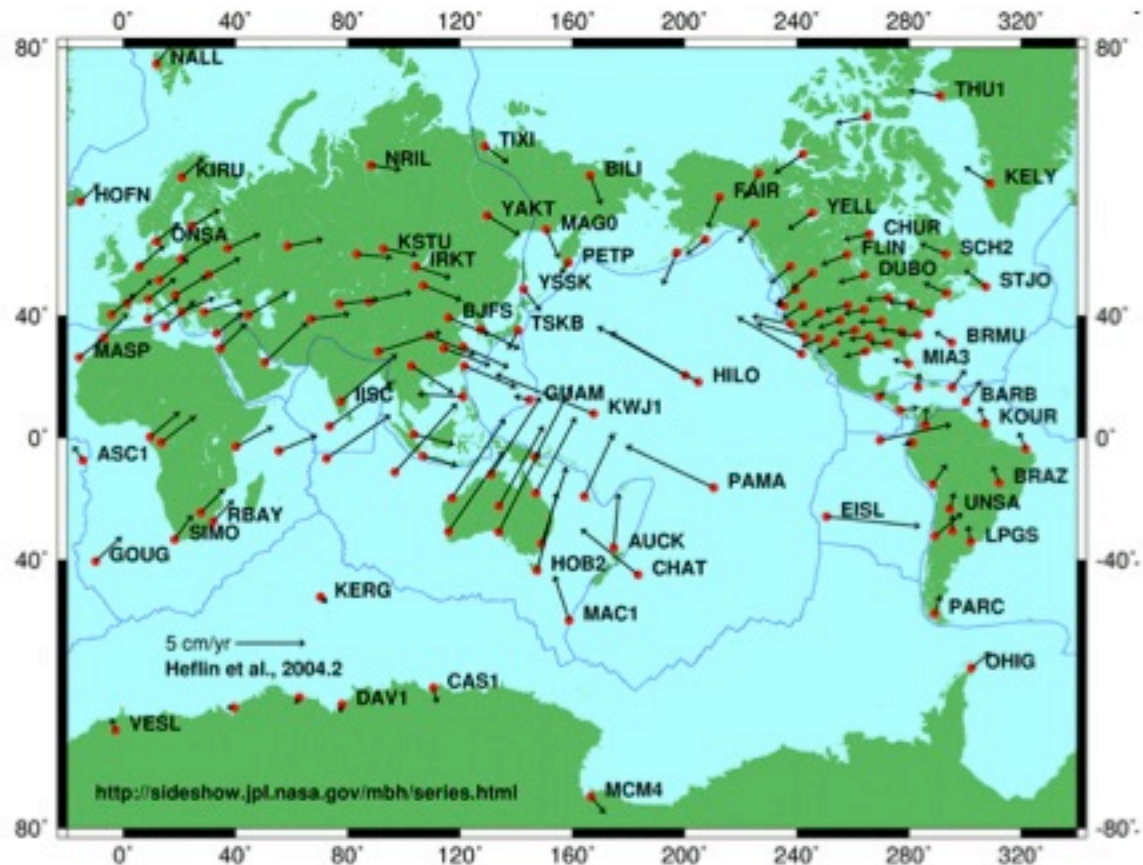 0° 40° 80° 120° 160° 200° 240° 280° 320°
80° 80°
NALL THU1
TIXI
NRIL BILI
KIRU FAIR KELY
HOFN YAKT YELL
MAG0 CHUR
ONSA KSTU PETP FLIN SCH2
IRKT DUBO
YSSK STJO
40° BJFS TSKB 40°
MASP BRMU
HILO MIA3
IISC GUAM BARB
KWJ1 KOUR
0° 0°
ASC1
PAMA BRAZ
EISL UNSA
RBAY
SIMO AUCK LPGS
GOUG HOB2 CHAT
40° -40°
KERG PARC
MAC1
5 cm/yr
Heflin et al., 2004.2 OHIG
CAS1
DAV1
VESL
http://sideshow.jpl.nasa.gov/mbh/series.html MCM4
80° -80°
0° 40° 80° 120° 160° 200° 240° 280° 320°